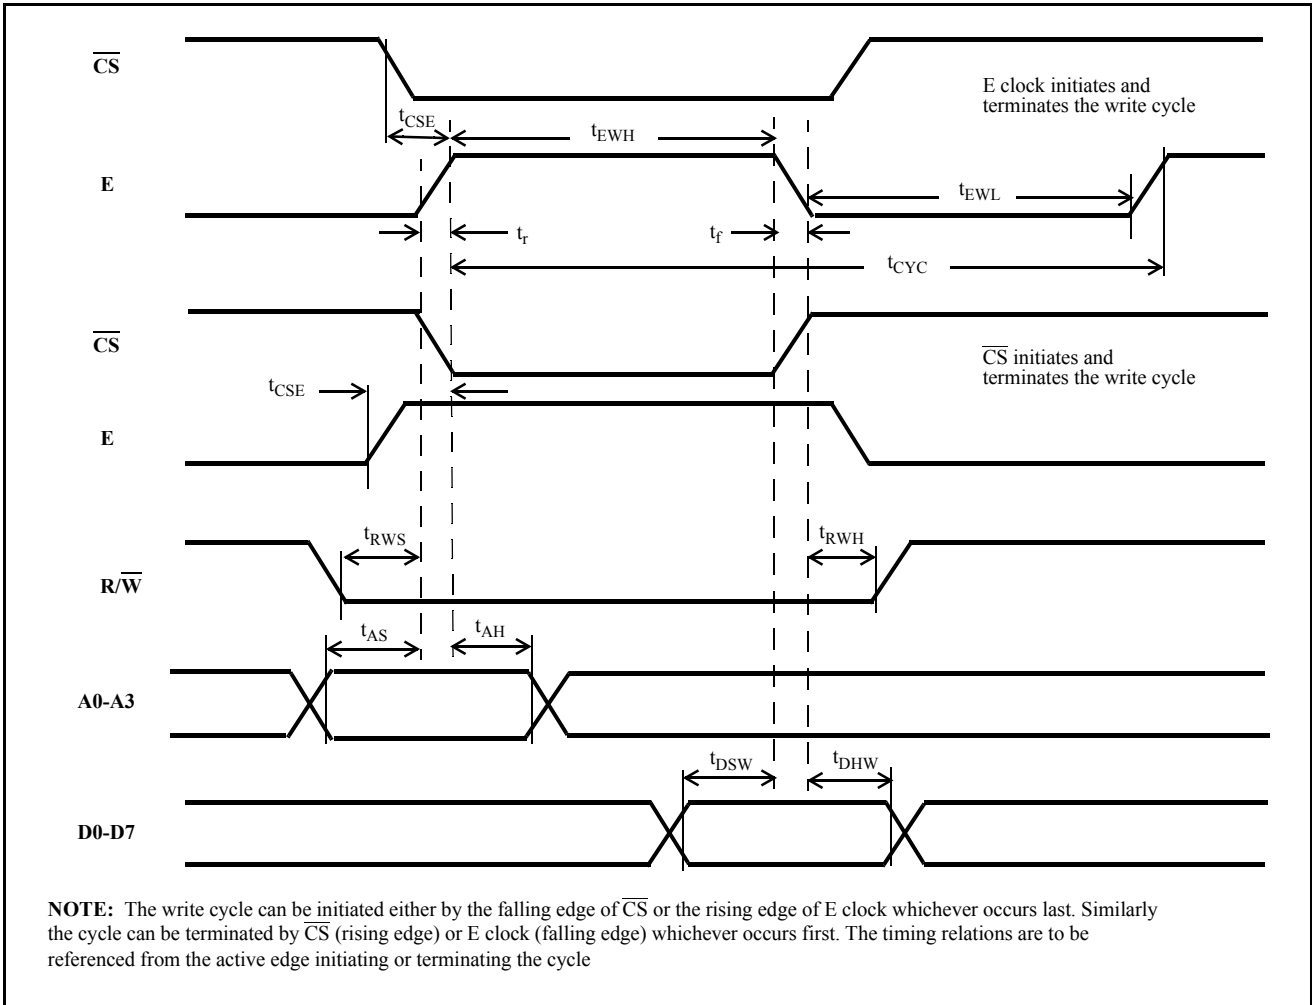 CS
E clock initiates and
terminates the write cycle
tCSE
tEWH
E
tEWL
tr
tf
tCYC
CS
CS initiates and
terminates the write cycle
tCSE
E
tRWS
tRWH
R/W
tAS
tAH
A0-A3
tDSW
tDHW
D0-D7
NOTE: The write cycle can be initiated either by the falling edge of CS or the rising edge of E clock whichever occurs last. Similarly
the cycle can be terminated by CS (rising edge) or E clock (falling edge) whichever occurs first. The timing relations are to be
referenced from the active edge initiating or terminating the cycle